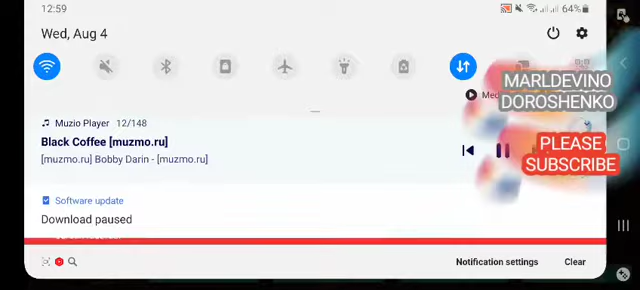 12:59
64%
Wed, Aug 4
Med
MARLDEVINO
DOROSHENKO
Muzio Player 12/148
Black Coffee [muzmo.ru]
[muzmo.ru] Bobby Darin - [muzmo.ru]
PLEASE
SUBSCRIBE
Software update
Download paused
Notification settings
Clear